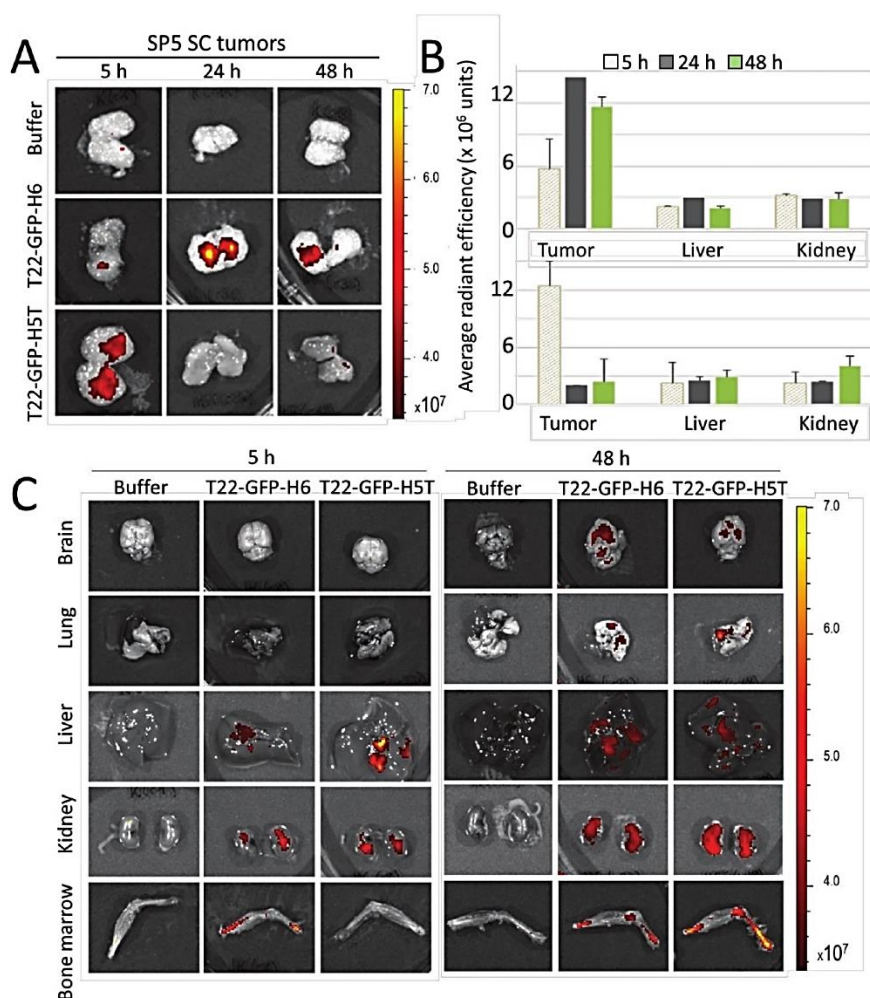 A
SP5 SC tumors
5 h 24 h 48 h
Buffer
T22-GFP-H6
T22-GFP-H5T
7.0
6.0
5.0
4.0
x10⁷
B
5 h 24 h 48 h
Average radiant efficiency (x 10⁶ units)
12
6
0
Tumor Liver Kidney
12
6
0
Tumor Liver Kidney
C
5 h 48 h
Buffer T22-GFP-H6 T22-GFP-H5T Buffer T22-GFP-H6 T22-GFP-H5T
Brain
Lung
Liver
Kidney
Bone marrow
7.0
6.0
5.0
4.0
x10⁷